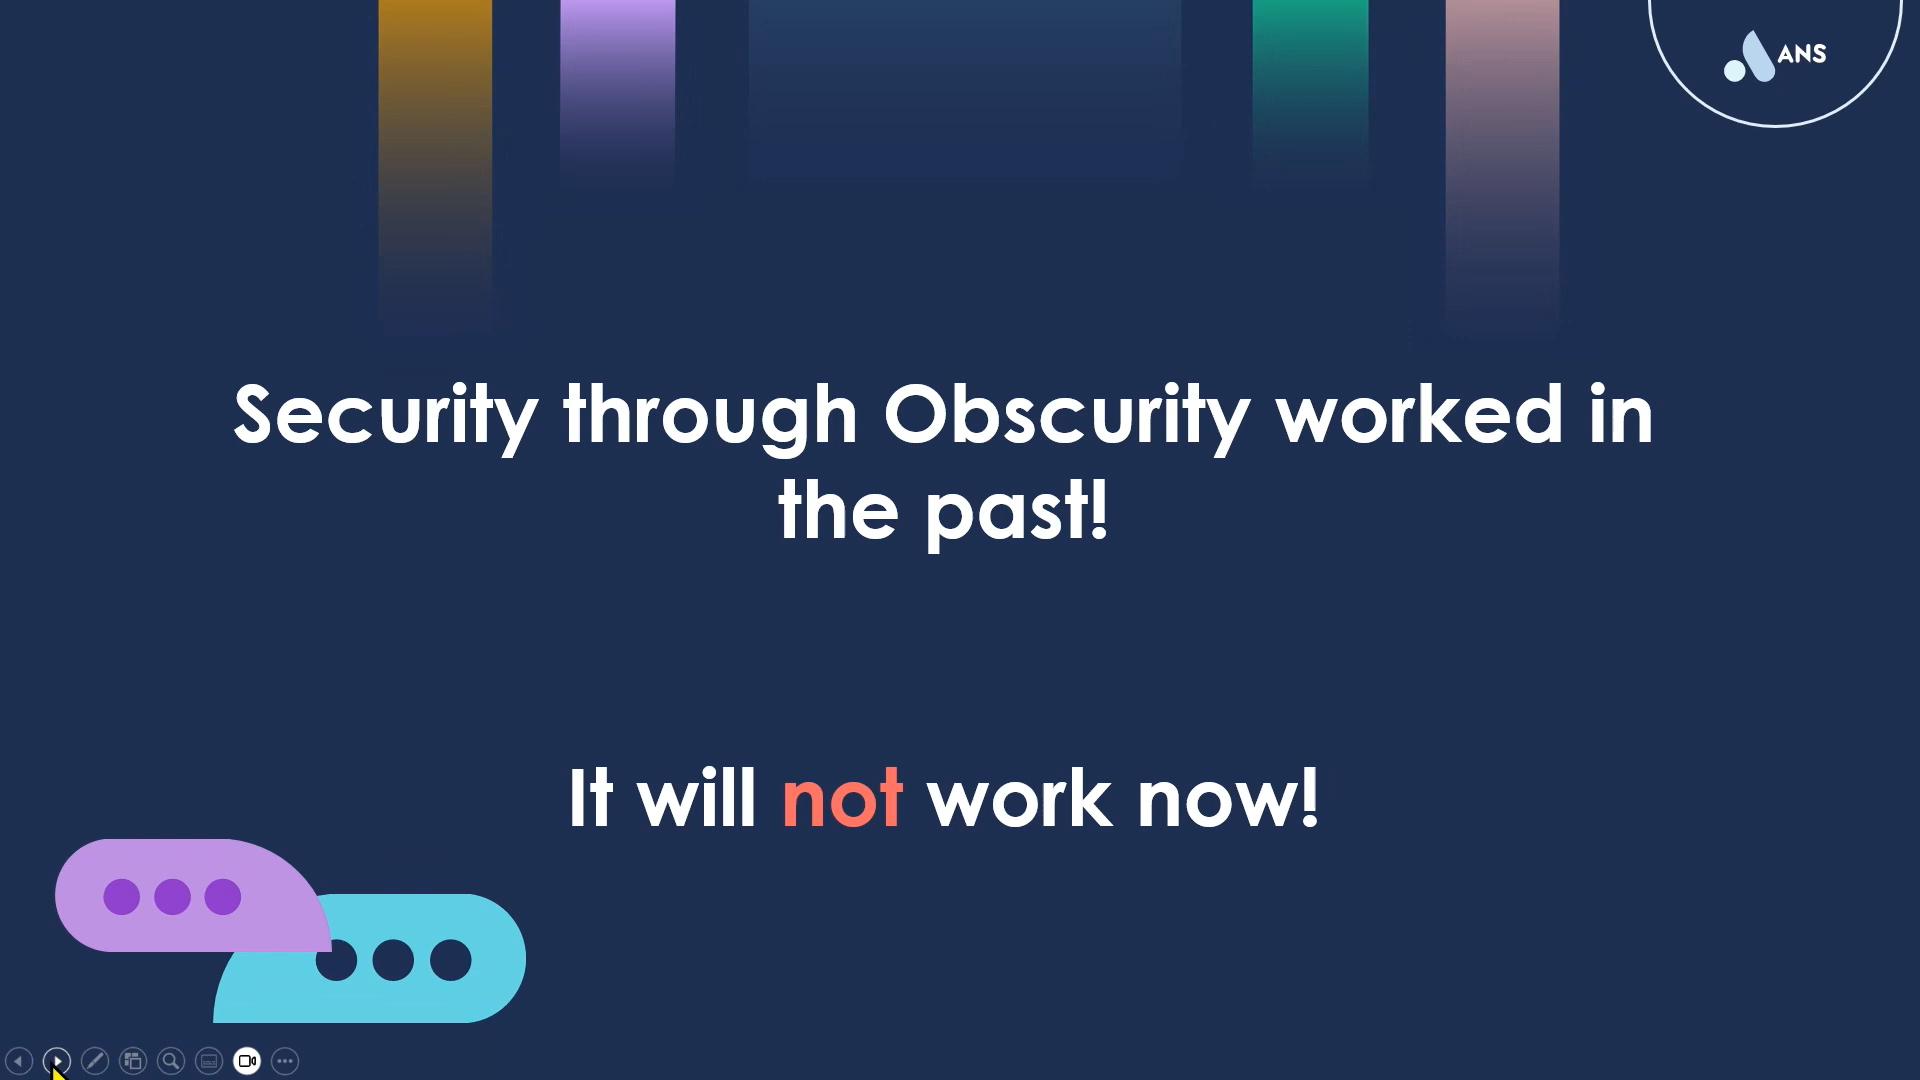 ANS
Security through Obscurity worked in
the past!
It will not work now!